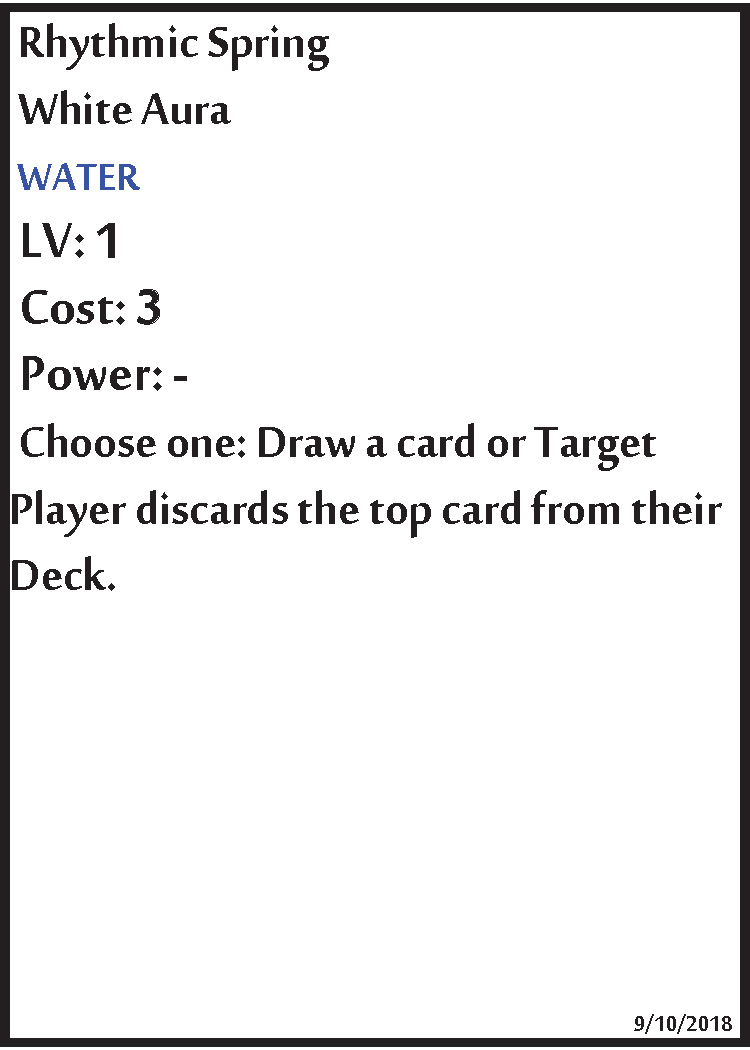 Rhythmic Spring
White Aura
WATER
LV: 1
Cost: 3
Power: -
Choose one: Draw a card or Target
Player discards the top card from their
Deck.
9/10/2018